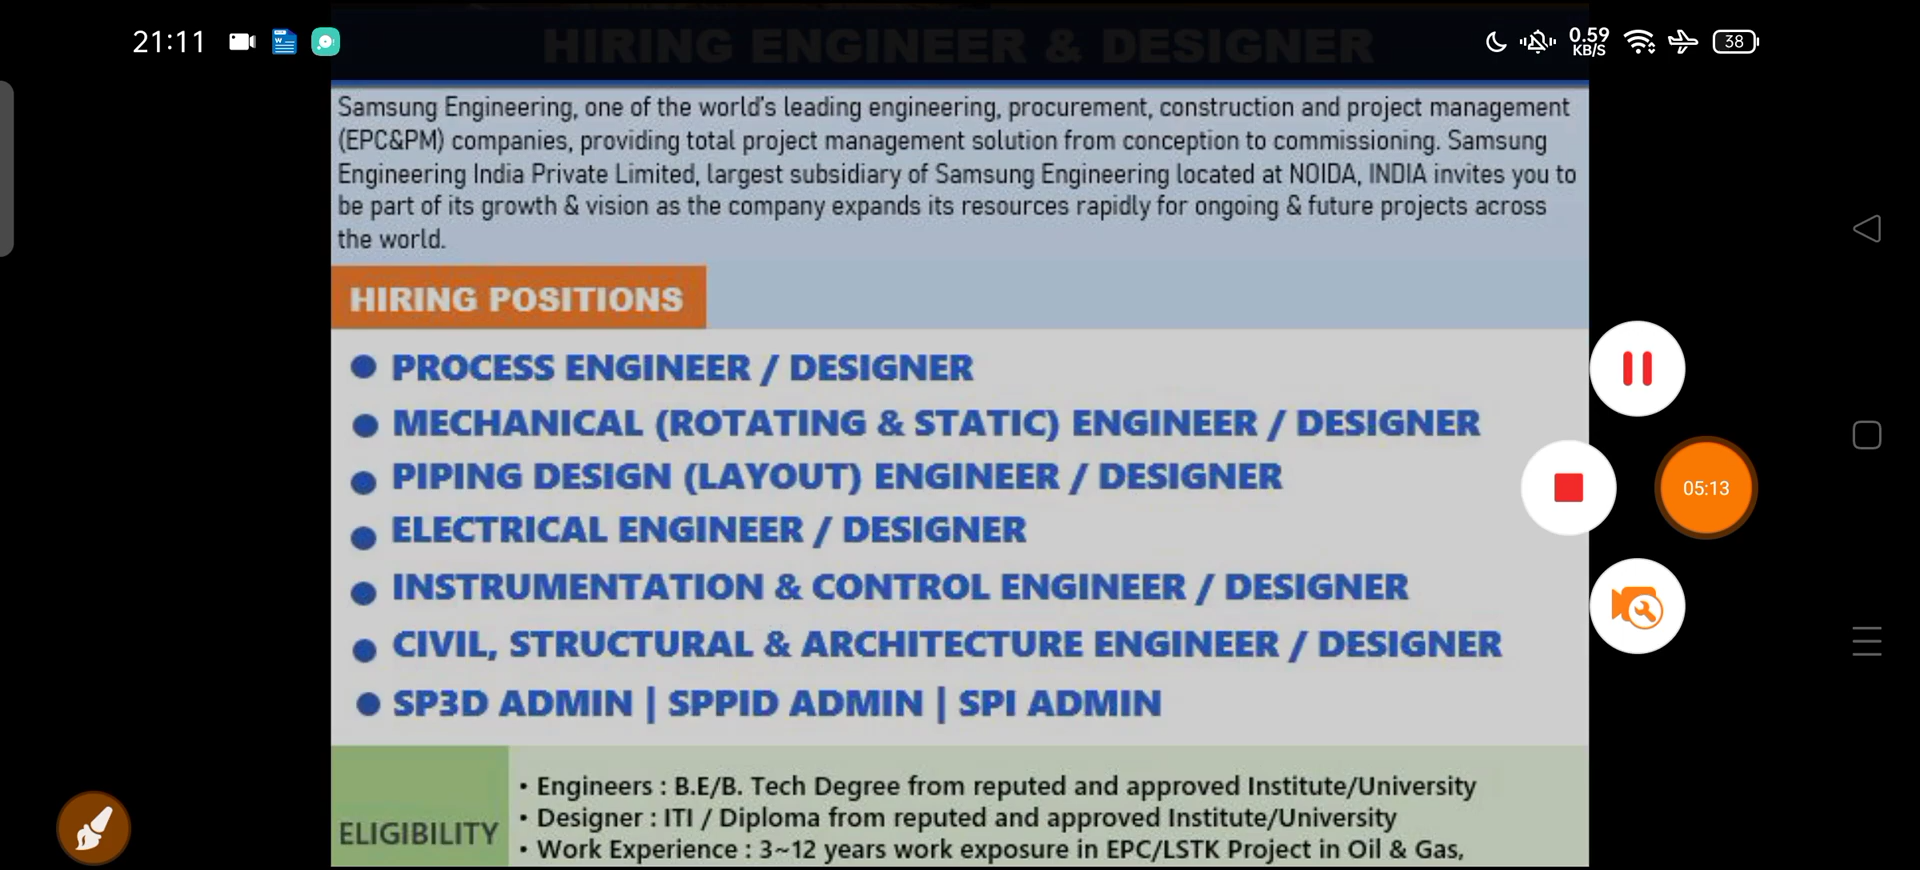 21:11
0.59
KB/S
38
HIRING ENGINEER & DESIGNER
Samsung Engineering, one of the world's leading engineering, procurement, construction and project management
(EPC&PM) companies, providing total project management solution from conception to commissioning. Samsung
Engineering India Private Limited, largest subsidiary of Samsung Engineering located at NOIDA, INDIA invites you to
be part of its growth & vision as the company expands its resources rapidly for ongoing & future projects across
the world.
HIRING POSITIONS
● PROCESS ENGINEER / DESIGNER
● MECHANICAL (ROTATING & STATIC) ENGINEER / DESIGNER
● PIPING DESIGN (LAYOUT) ENGINEER / DESIGNER
● ELECTRICAL ENGINEER / DESIGNER
● INSTRUMENTATION & CONTROL ENGINEER / DESIGNER
● CIVIL, STRUCTURAL & ARCHITECTURE ENGINEER / DESIGNER
● SP3D ADMIN | SPPID ADMIN | SPI ADMIN
05:13
ELIGIBILITY
• Engineers : B.E/B. Tech Degree from reputed and approved Institute/University
• Designer : ITI / Diploma from reputed and approved Institute/University
• Work Experience : 3~12 years work exposure in EPC/LSTK Project in Oil & Gas,